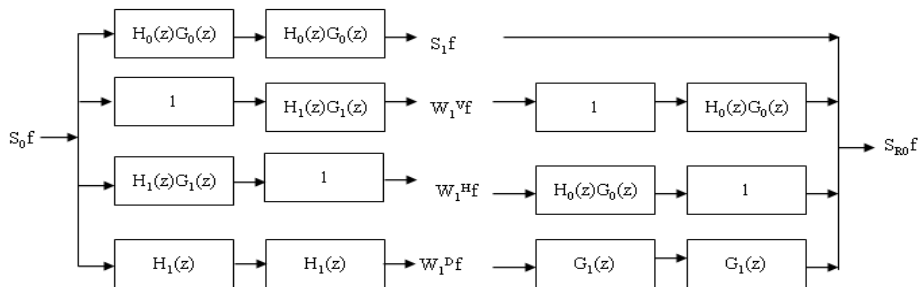 H₀(z)G₀(z) H₀(z)G₀(z) S₁f
1 H₁(z)G₁(z) W₁ⱽf 1 H₀(z)G₀(z)
S₀f S_R0f
H₁(z)G₁(z) 1 W₁ᴴf H₀(z)G₀(z) 1
H₁(z) H₁(z) W₁ᴰf G₁(z) G₁(z)